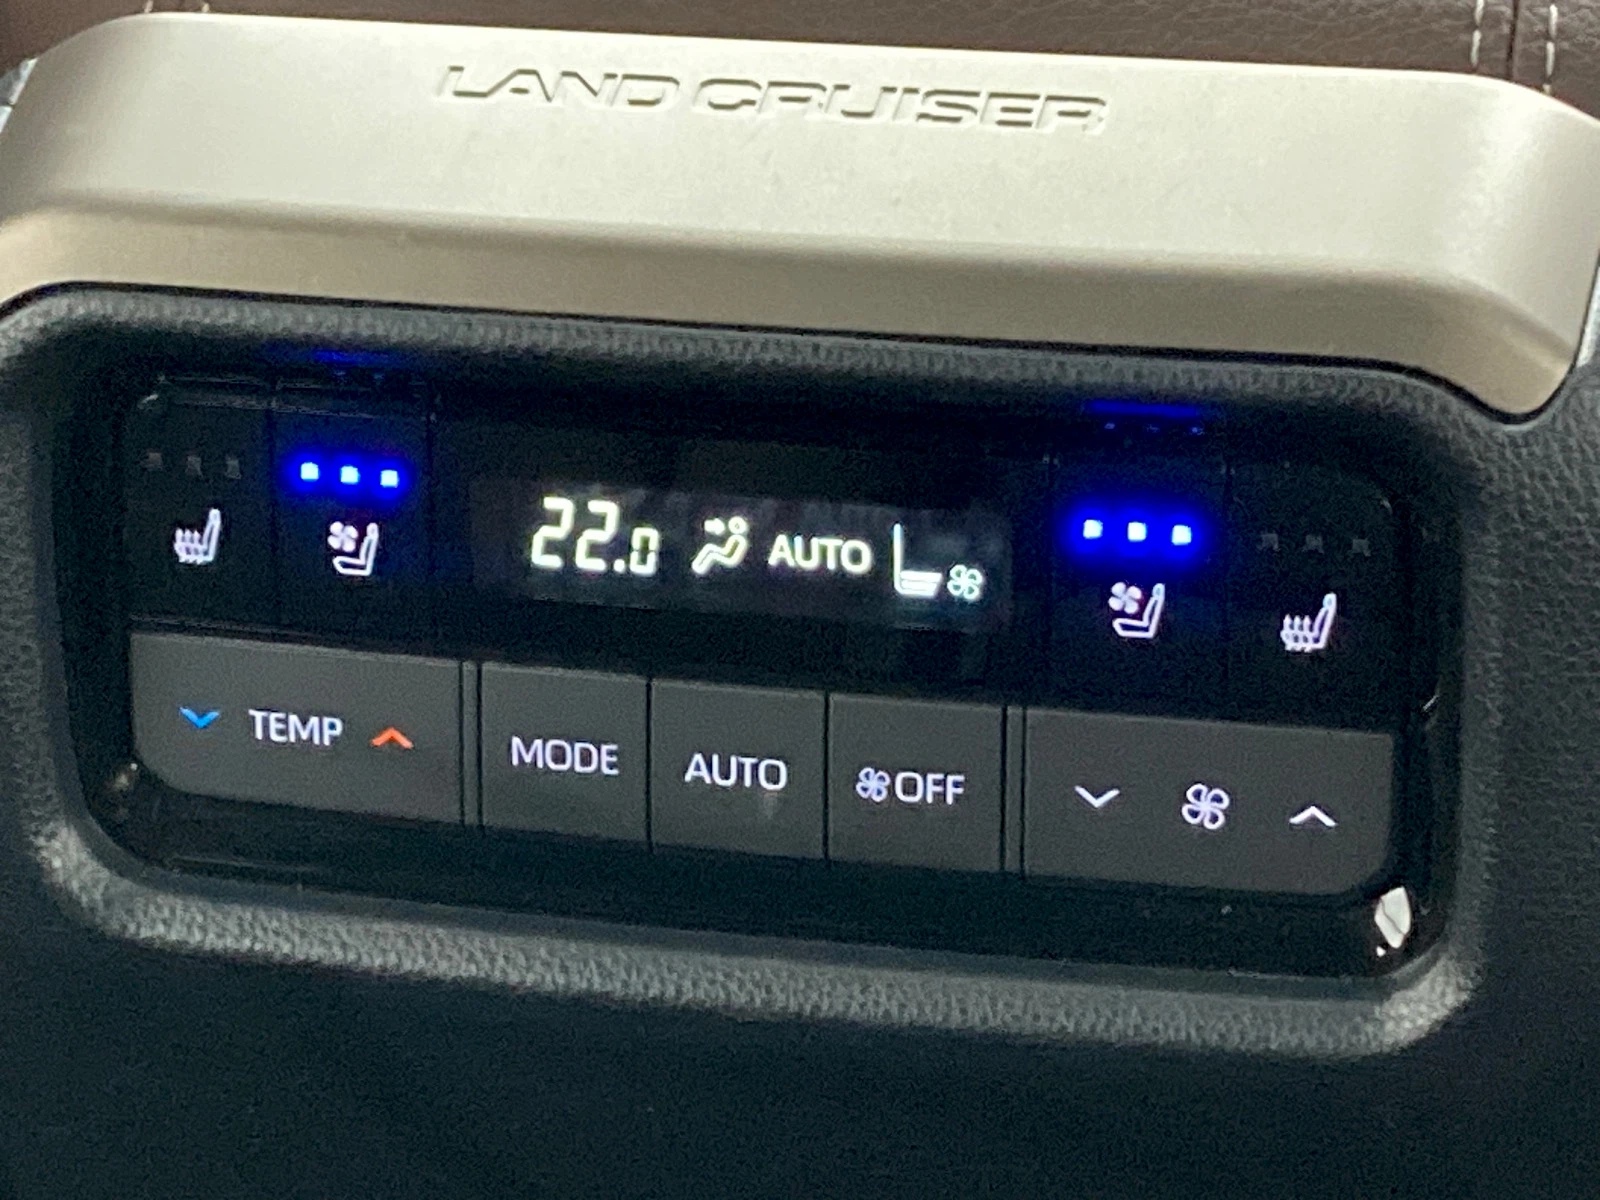 LAND CRUISER
22.0 AUTO
TEMP MODE AUTO OFF